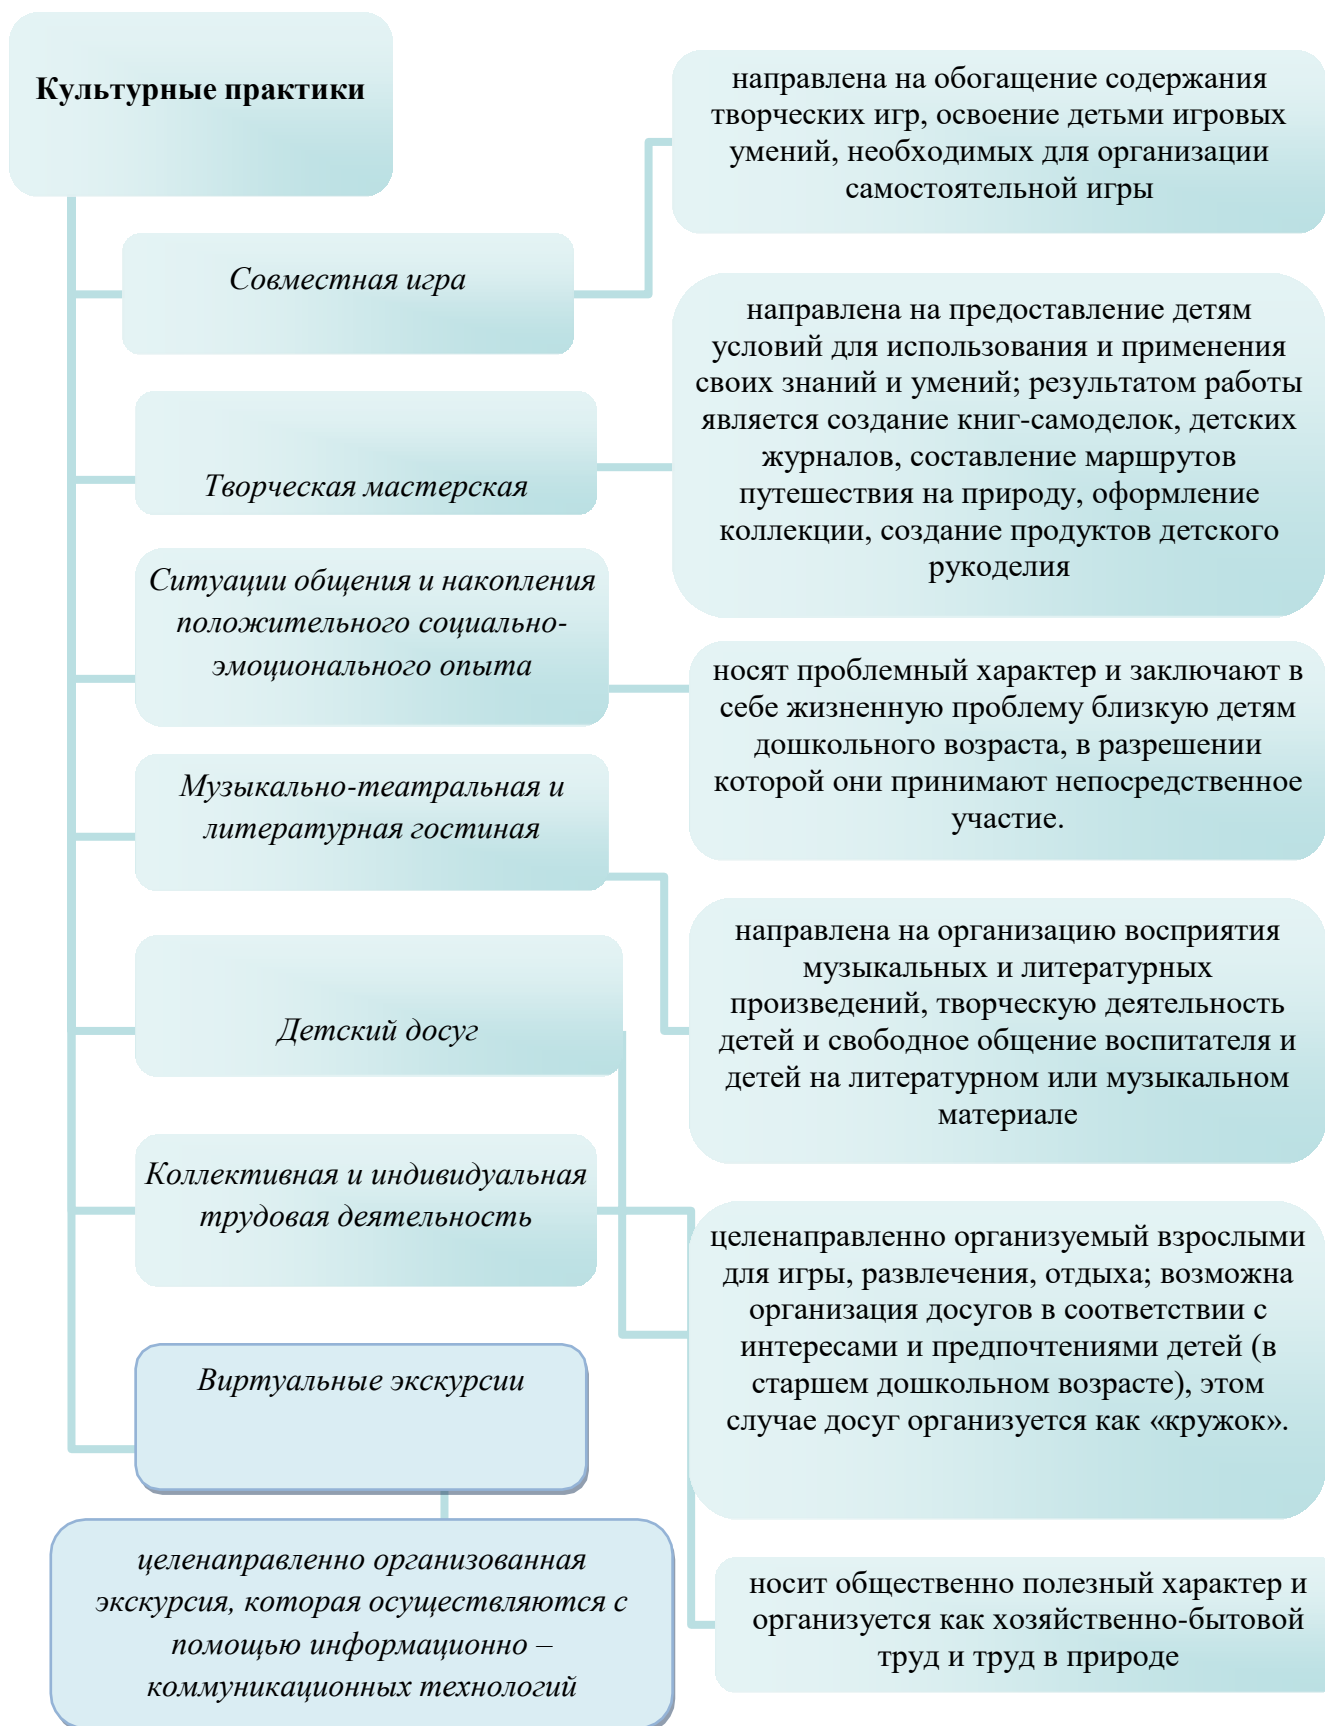 Культурные практики
направлена на обогащение содержания
творческих игр, освоение детьми игровых
умений, необходимых для организации
самостоятельной игры
Совместная игра
направлена на предоставление детям
условий для использования и применения
своих знаний и умений; результатом работы
является создание книг-самоделок, детских
журналов, составление маршрутов
путешествия на природу, оформление
коллекции, создание продуктов детского
рукоделия
Творческая мастерская
Ситуации общения и накопления
положительного социально-
эмоционального опыта
носят проблемный характер и заключают в
себе жизненную проблему близкую детям
дошкольного возраста, в разрешении
которой они принимают непосредственное
участие.
Музыкально-театральная и
литературная гостиная
направлена на организацию восприятия
музыкальных и литературных
произведений, творческую деятельность
детей и свободное общение воспитателя и
детей на литературном или музыкальном
материале
Детский досуг
Коллективная и индивидуальная
трудовая деятельность
целенаправленно организуемый взрослыми
для игры, развлечения, отдыха; возможна
организация досугов в соответствии с
интересами и предпочтениями детей (в
старшем дошкольном возрасте), этом
случае досуг организуется как «кружок».
Виртуальные экскурсии
целенаправленно организованная
экскурсия, которая осуществляются с
помощью информационно –
коммуникационных технологий
носит общественно полезный характер и
организуется как хозяйственно-бытовой
труд и труд в природе